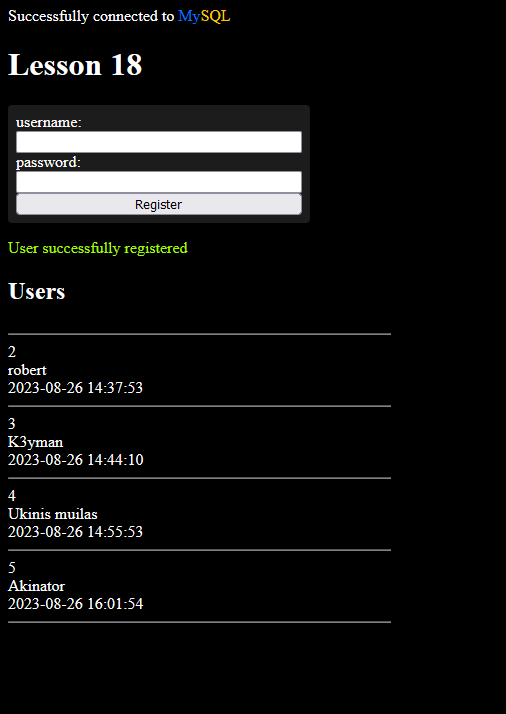 Successfully connected to MySQL
Lesson 18
username:
password:
Register
User successfully registered
Users
2
robert
2023-08-26 14:37:53
3
K3yman
2023-08-26 14:44:10
4
Ukinis muilas
2023-08-26 14:55:53
5
Akinator
2023-08-26 16:01:54